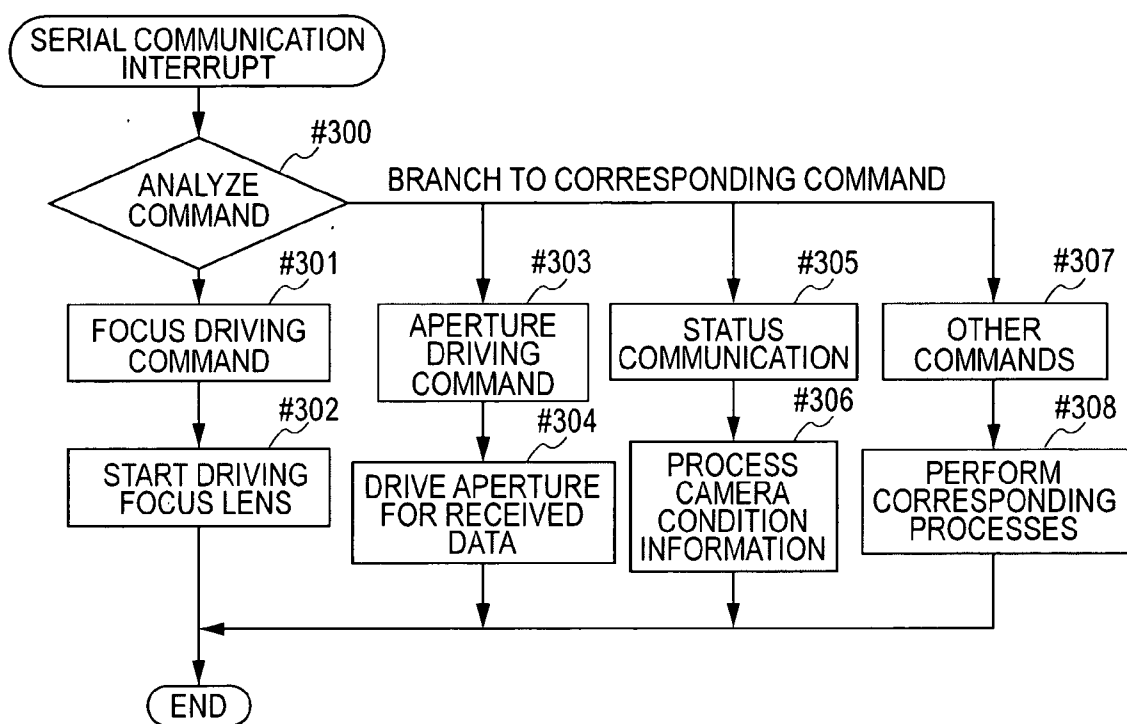 SERIAL COMMUNICATION
INTERRUPT
#300
ANALYZE
COMMAND
BRANCH TO CORRESPONDING COMMAND
#301
FOCUS DRIVING
COMMAND
#303
APERTURE
DRIVING
COMMAND
#305
STATUS
COMMUNICATION
#307
OTHER
COMMANDS
#302
START DRIVING
FOCUS LENS
#304
DRIVE APERTURE
FOR RECEIVED
DATA
#306
PROCESS
CAMERA
CONDITION
INFORMATION
#308
PERFORM
CORRESPONDING
PROCESSES
END